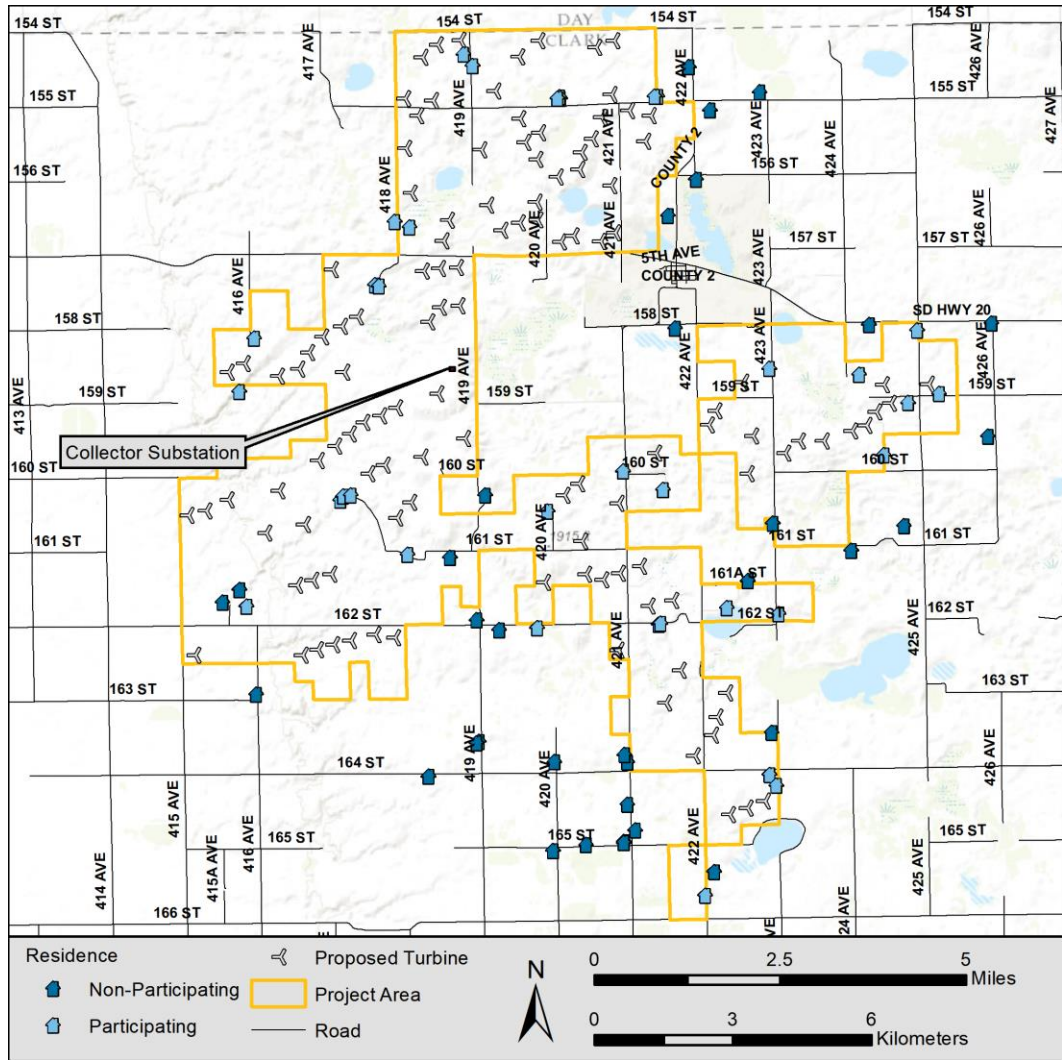 154 ST
DAY
CLARK
154 ST
154 ST
417 AVE
422 AVE
426 AVE
155 ST
419 AVE
155 ST
155 ST
421 AVE
COUNTY 2
423 AVE
424 AVE
427 AVE
156 ST
156 ST
418 AVE
420 AVE
421 AVE
426 AVE
157 ST
157 ST
5TH AVE
COUNTY 2
423 AVE
416 AVE
158 ST
158 ST
SD HWY 20
413 AVE
419 AVE
422 AVE
423 AVE
426 AVE
159 ST
159 ST
159 ST
159 ST
Collector Substation
160 ST
160 ST
160 ST
160 ST
420 AVE
161 ST
161 ST
161 ST
161 ST
161A ST
162 ST
162 ST
162 ST
421 AVE
425 AVE
163 ST
163 ST
419 AVE
164 ST
420 AVE
426 AVE
415 AVE
416 AVE
415A AVE
414 AVE
165 ST
165 ST
165 ST
422 AVE
425 AVE
24 AVE
166 ST
Residence
Non-Participating
Participating
Proposed Turbine
Project Area
Road
N
0 2.5 5
Miles
0 3 6
Kilometers